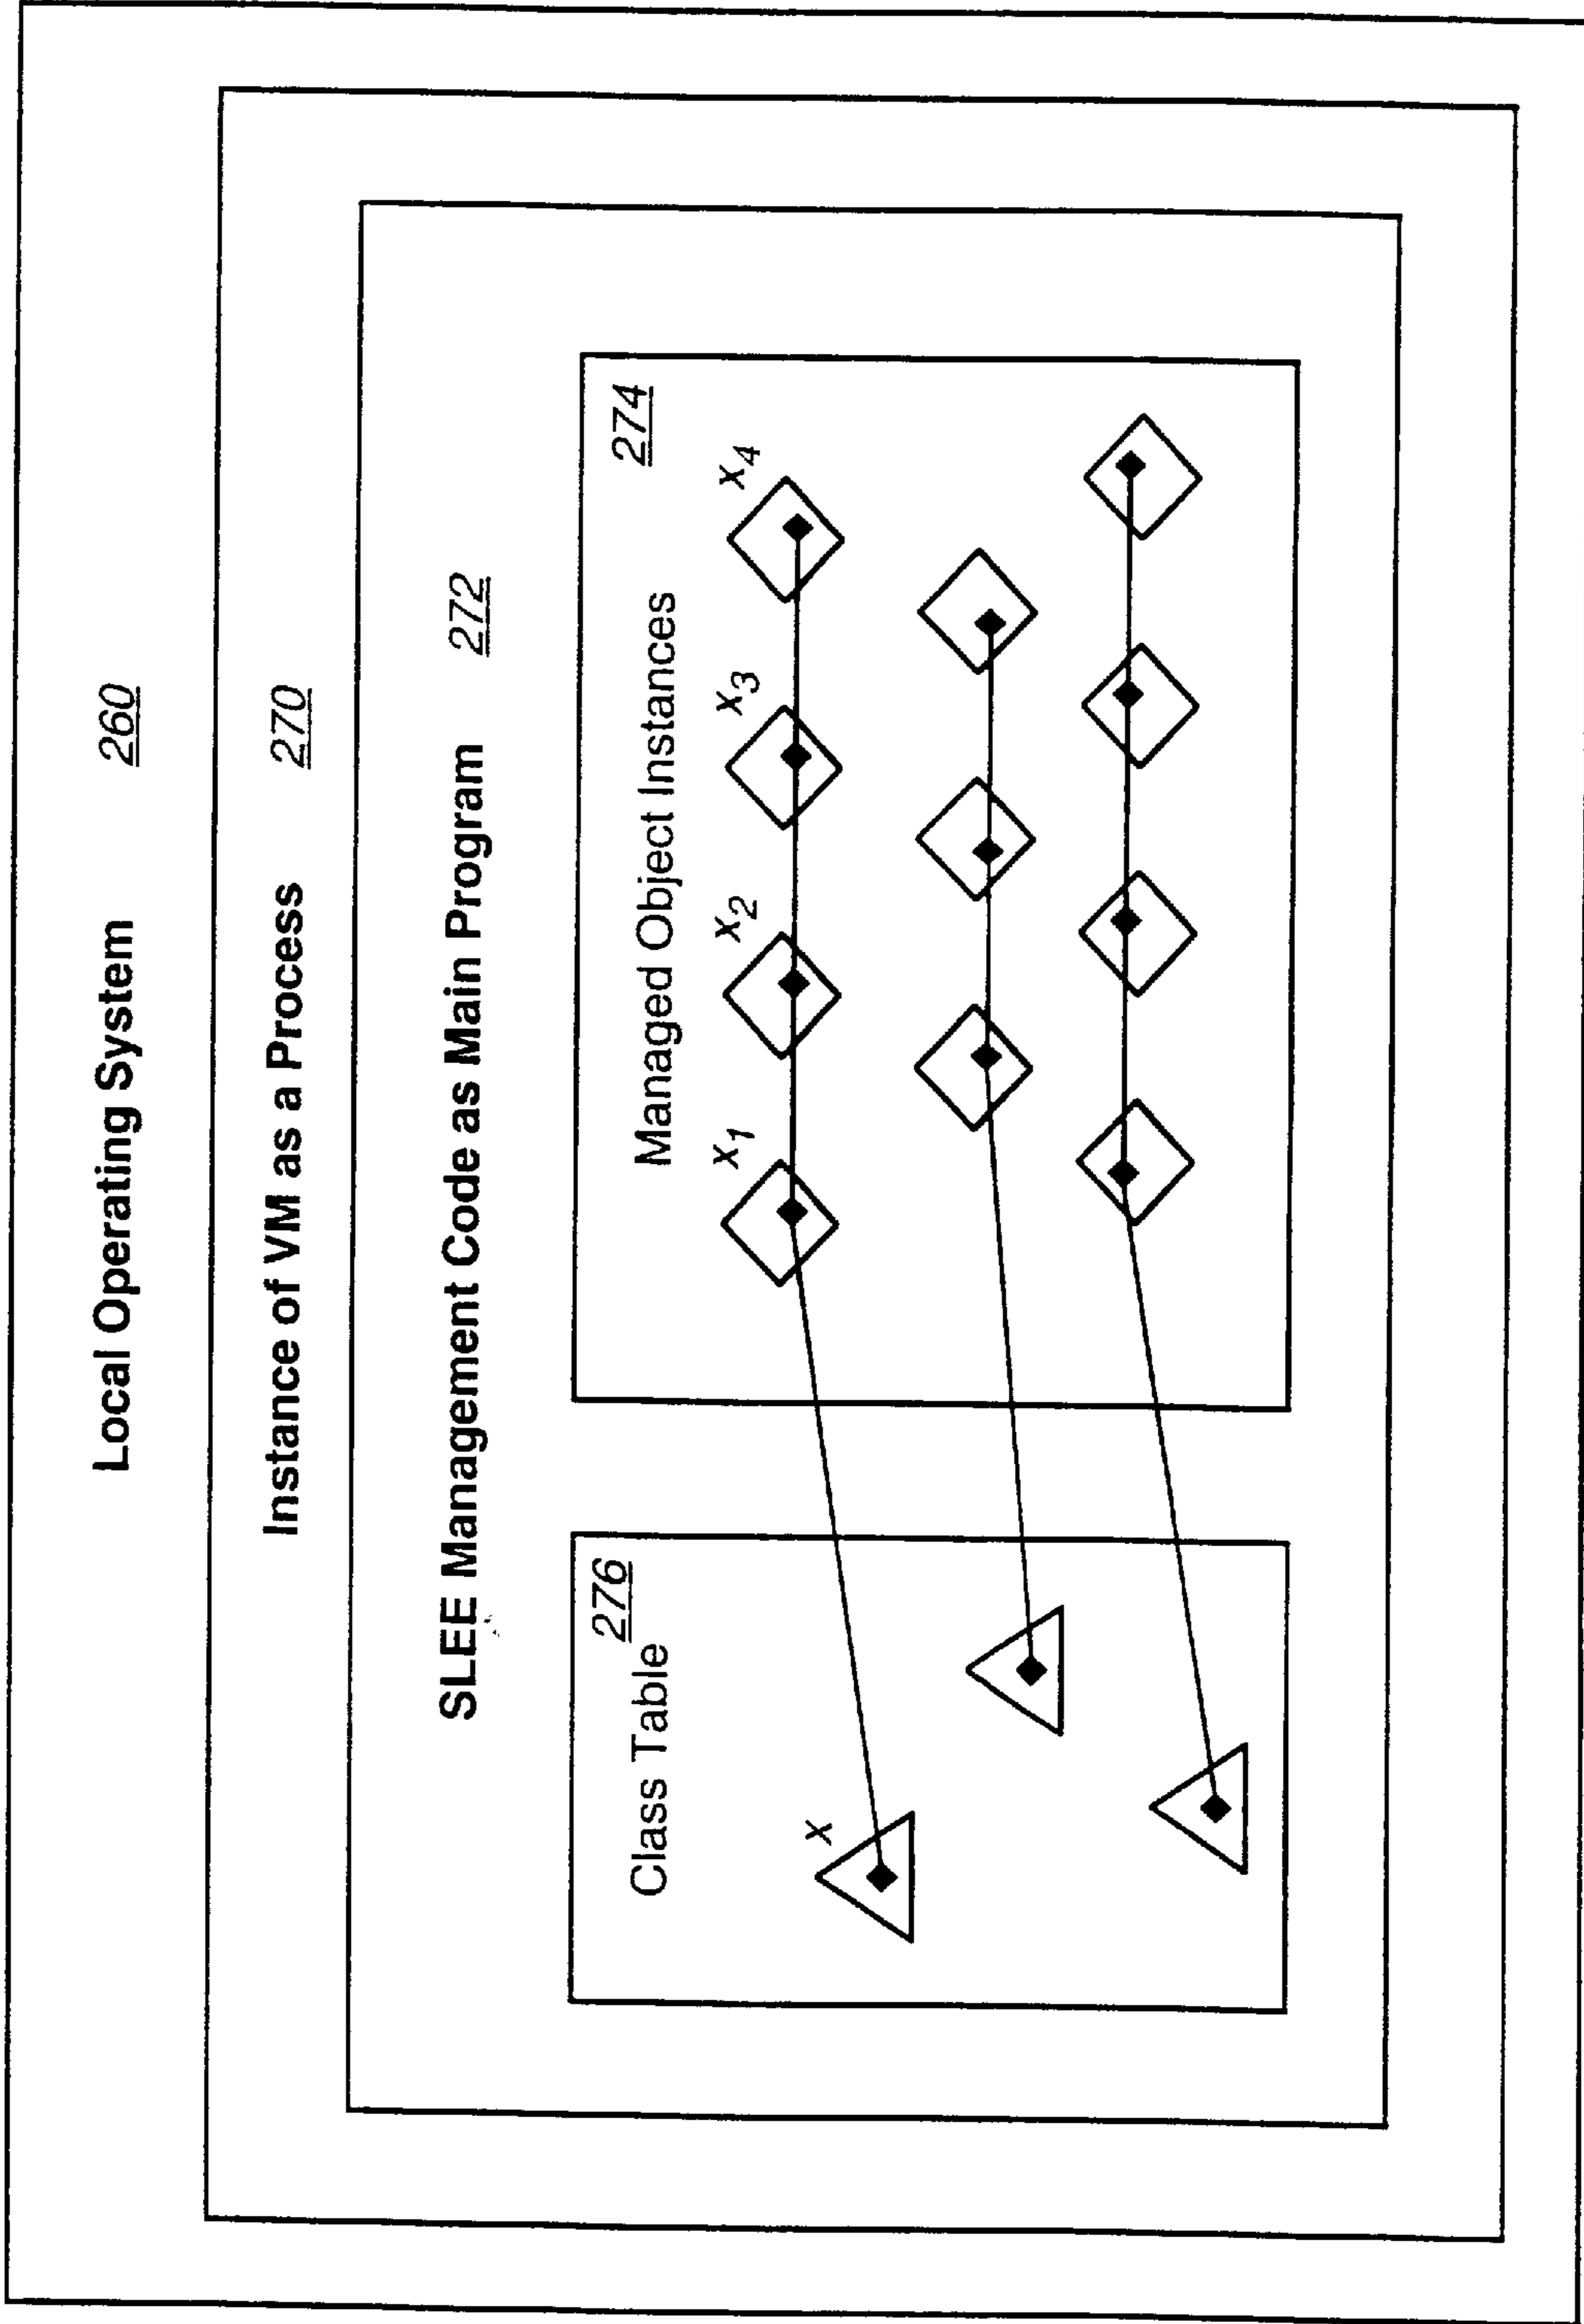 Local Operating System 260
Instance of VM as a Process 270
SLEE Management Code as Main Program 272
276
Class Table
x
274
Managed Object Instances
x1 x2 x3 x4